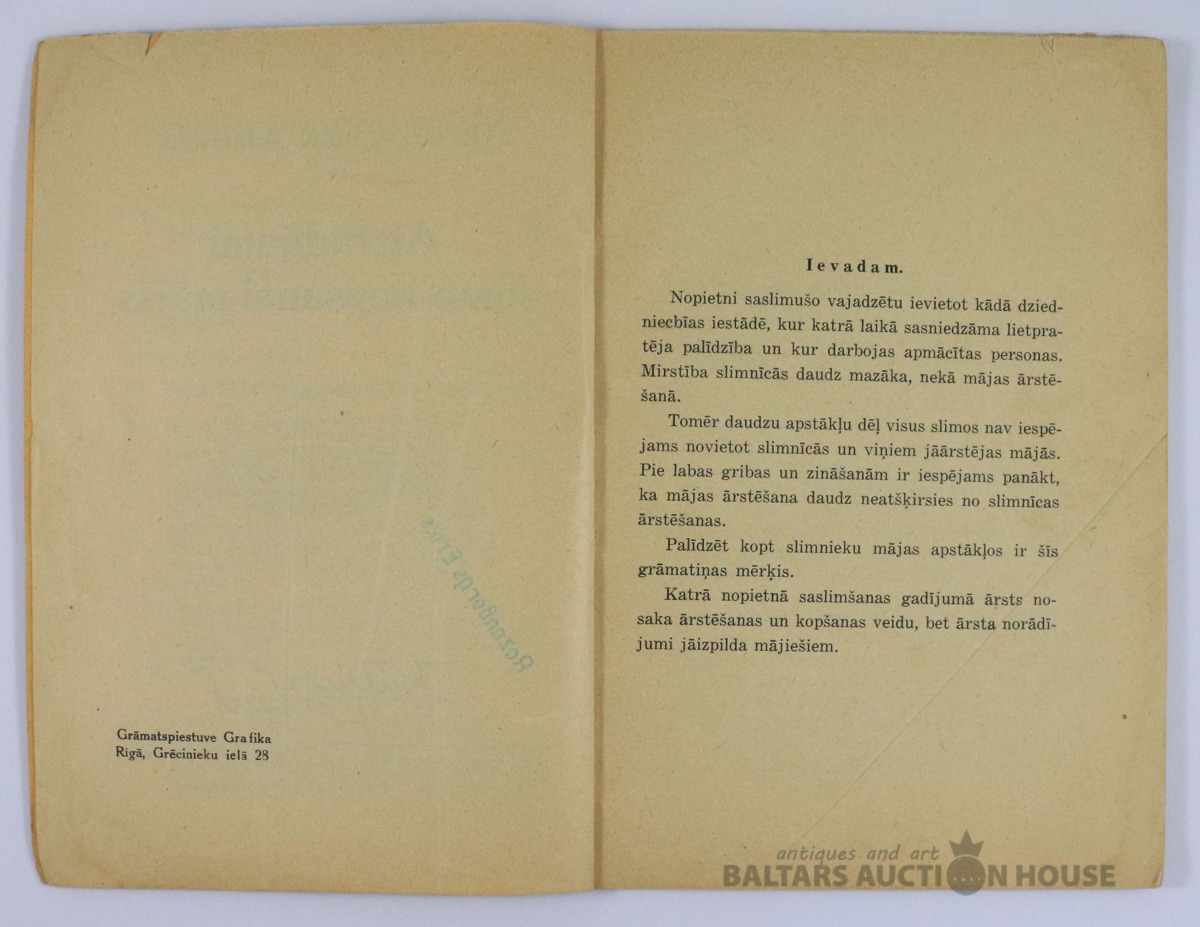 Grāmatspiestuve Grafika
Rīgā, Grēcinieku ielā 28
Ievadam.
Nopietni saslimušo vajadzētu ievietot kādā dzied-
niecbīas iestādē, kur katrā laikā sasniedzāma lietpra-
tēja palīdzība un kur darbojas apmācītas personas.
Mirstība slimnīcās daudz mazāka, nekā mājas ārstē-
šanā.
Tomēr daudzu apstākļu dēļ visus slimos nav iespē-
jams novietot slimnīcās un viņiem jāārstējas mājās.
Pie labas gribas un zināšanām ir iespējams panākt,
ka mājas ārstēšana daudz neatšķirsies no slimnīcas
ārstēšanas.
Palīdzēt kopt slimnieku mājas apstākļos ir šīs
grāmatiņas mērķis.
Katrā nopietnā saslimšanas gadījumā ārsts no-
saka ārstēšanas un kopšanas veidu, bet ārsta norādī-
jumi jāizpilda mājiešiem.
antiques and art
BALTARS AUCTION HOUSE